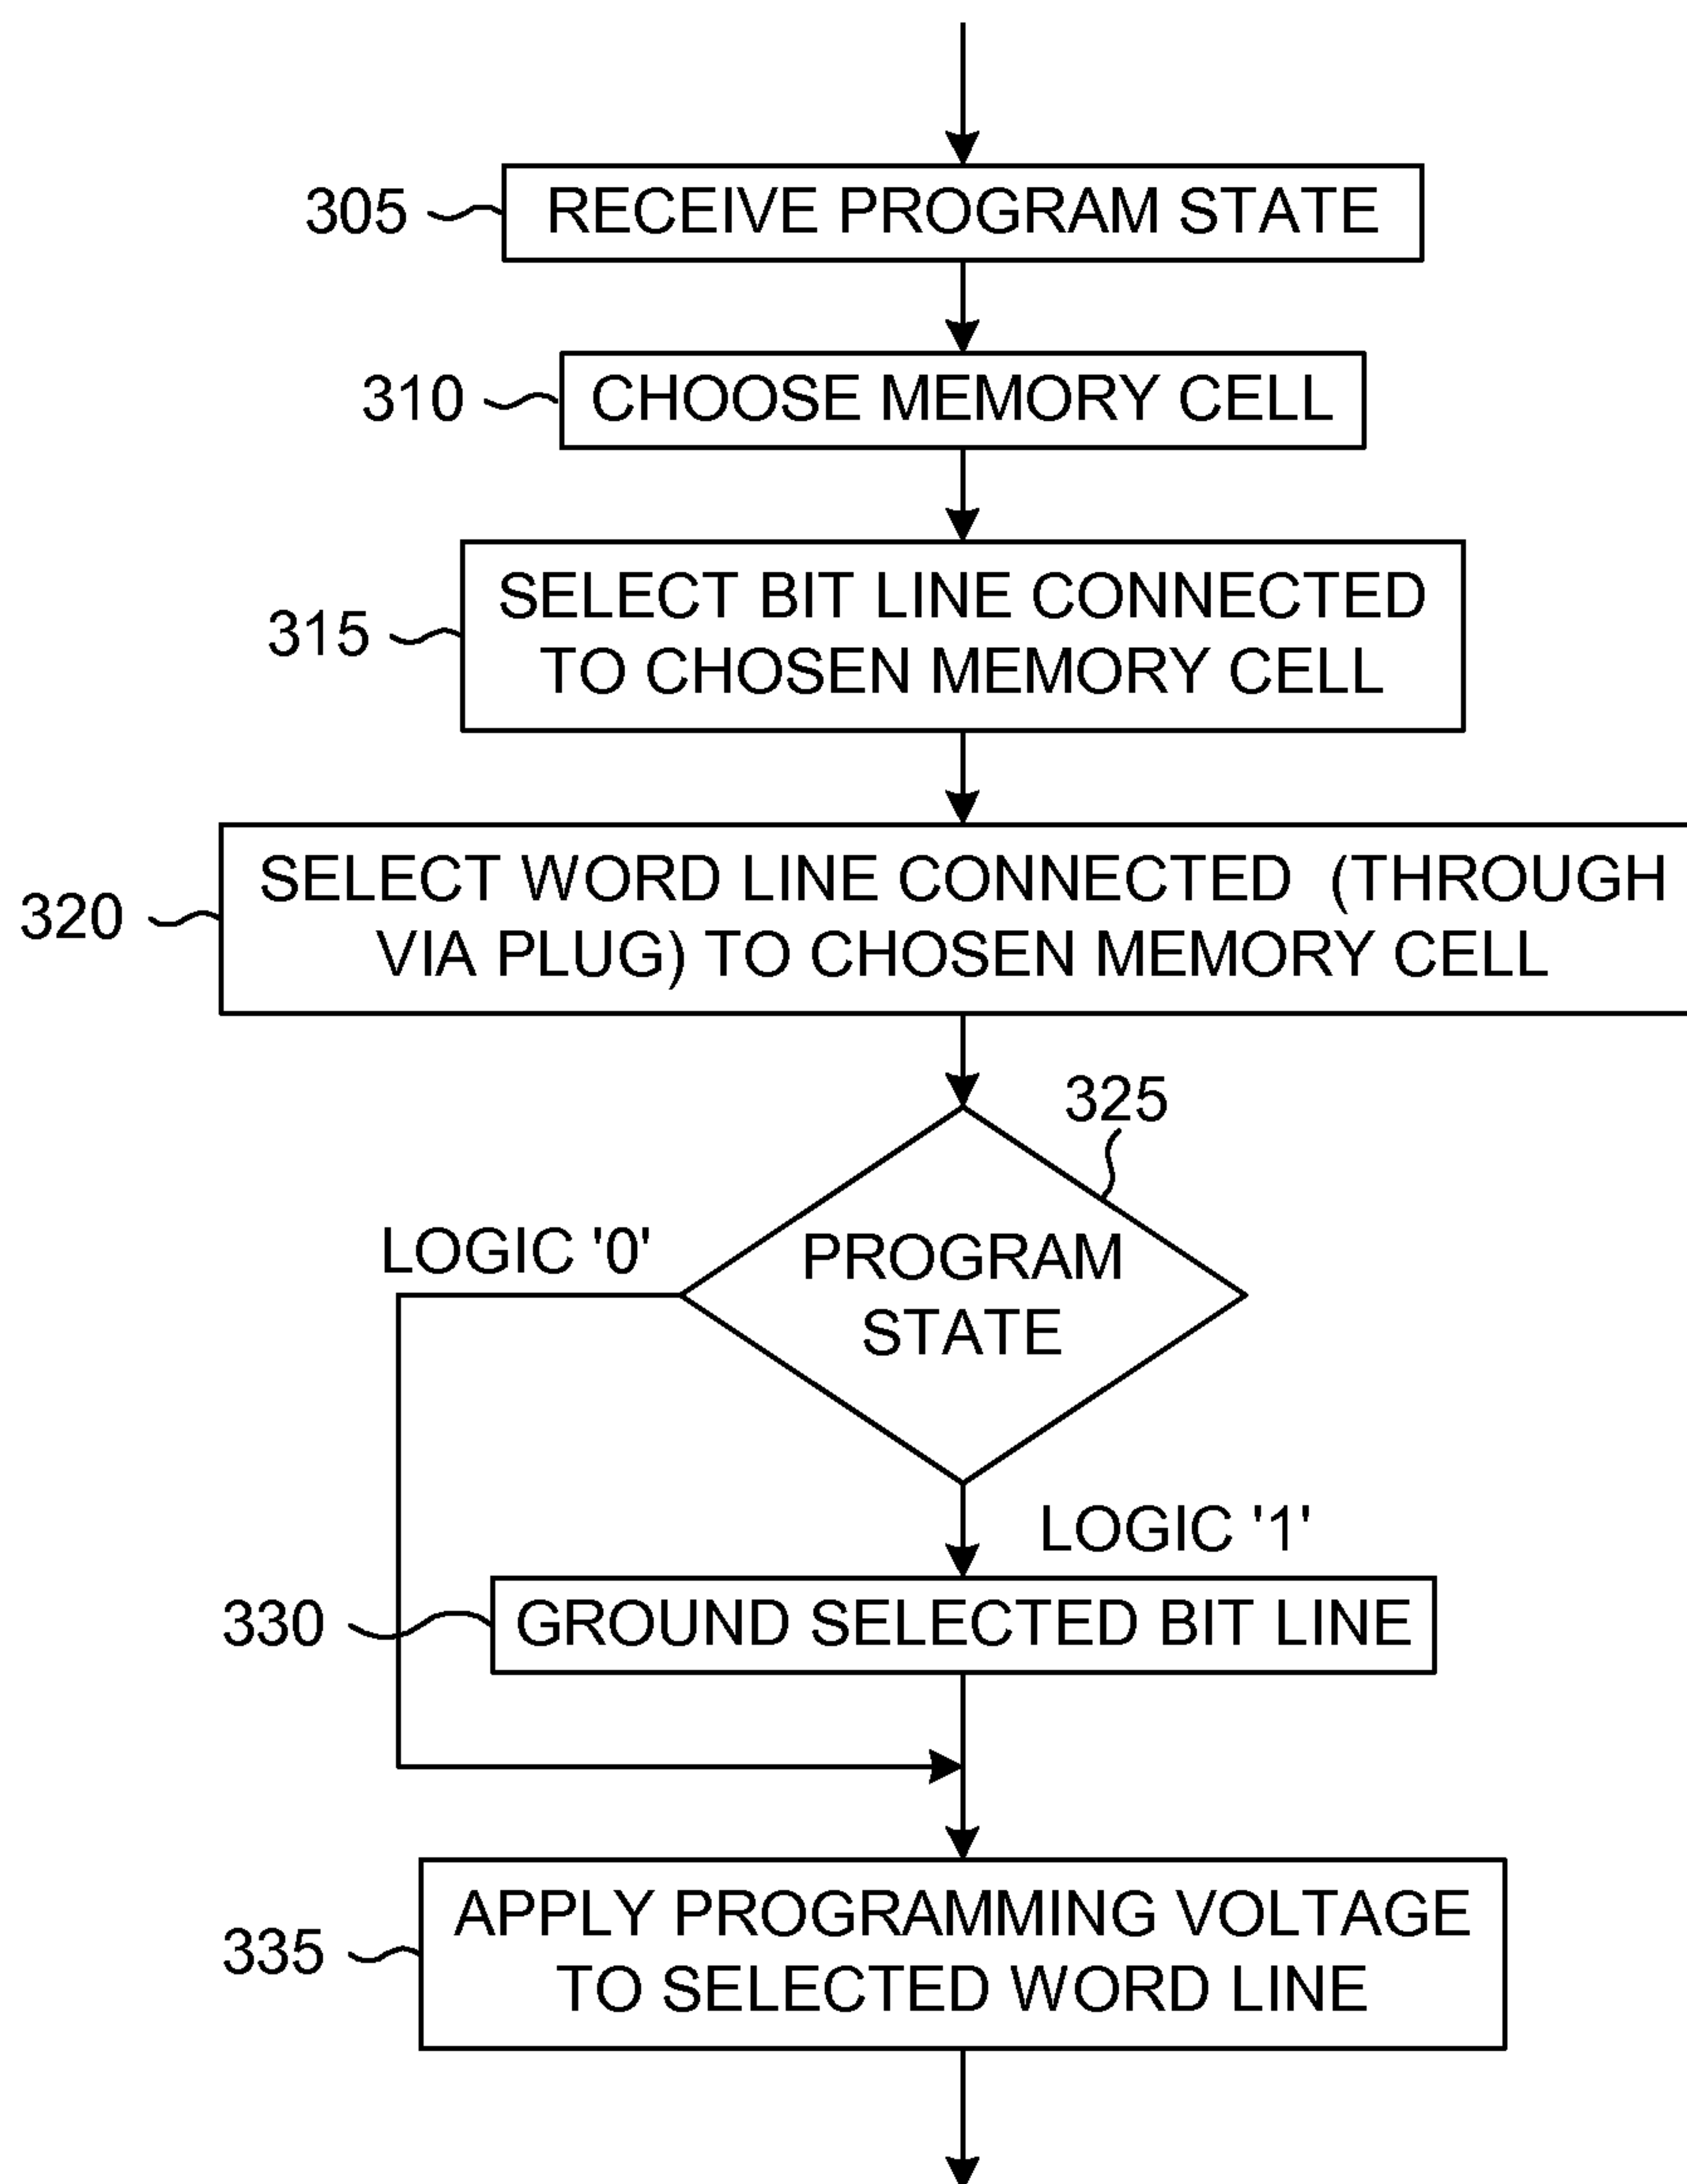 305
RECEIVE PROGRAM STATE
310
CHOOSE MEMORY CELL
315
SELECT BIT LINE CONNECTED
TO CHOSEN MEMORY CELL
320
SELECT WORD LINE CONNECTED (THROUGH
VIA PLUG) TO CHOSEN MEMORY CELL
325
LOGIC '0'
PROGRAM
STATE
LOGIC '1'
330
GROUND SELECTED BIT LINE
335
APPLY PROGRAMMING VOLTAGE
TO SELECTED WORD LINE